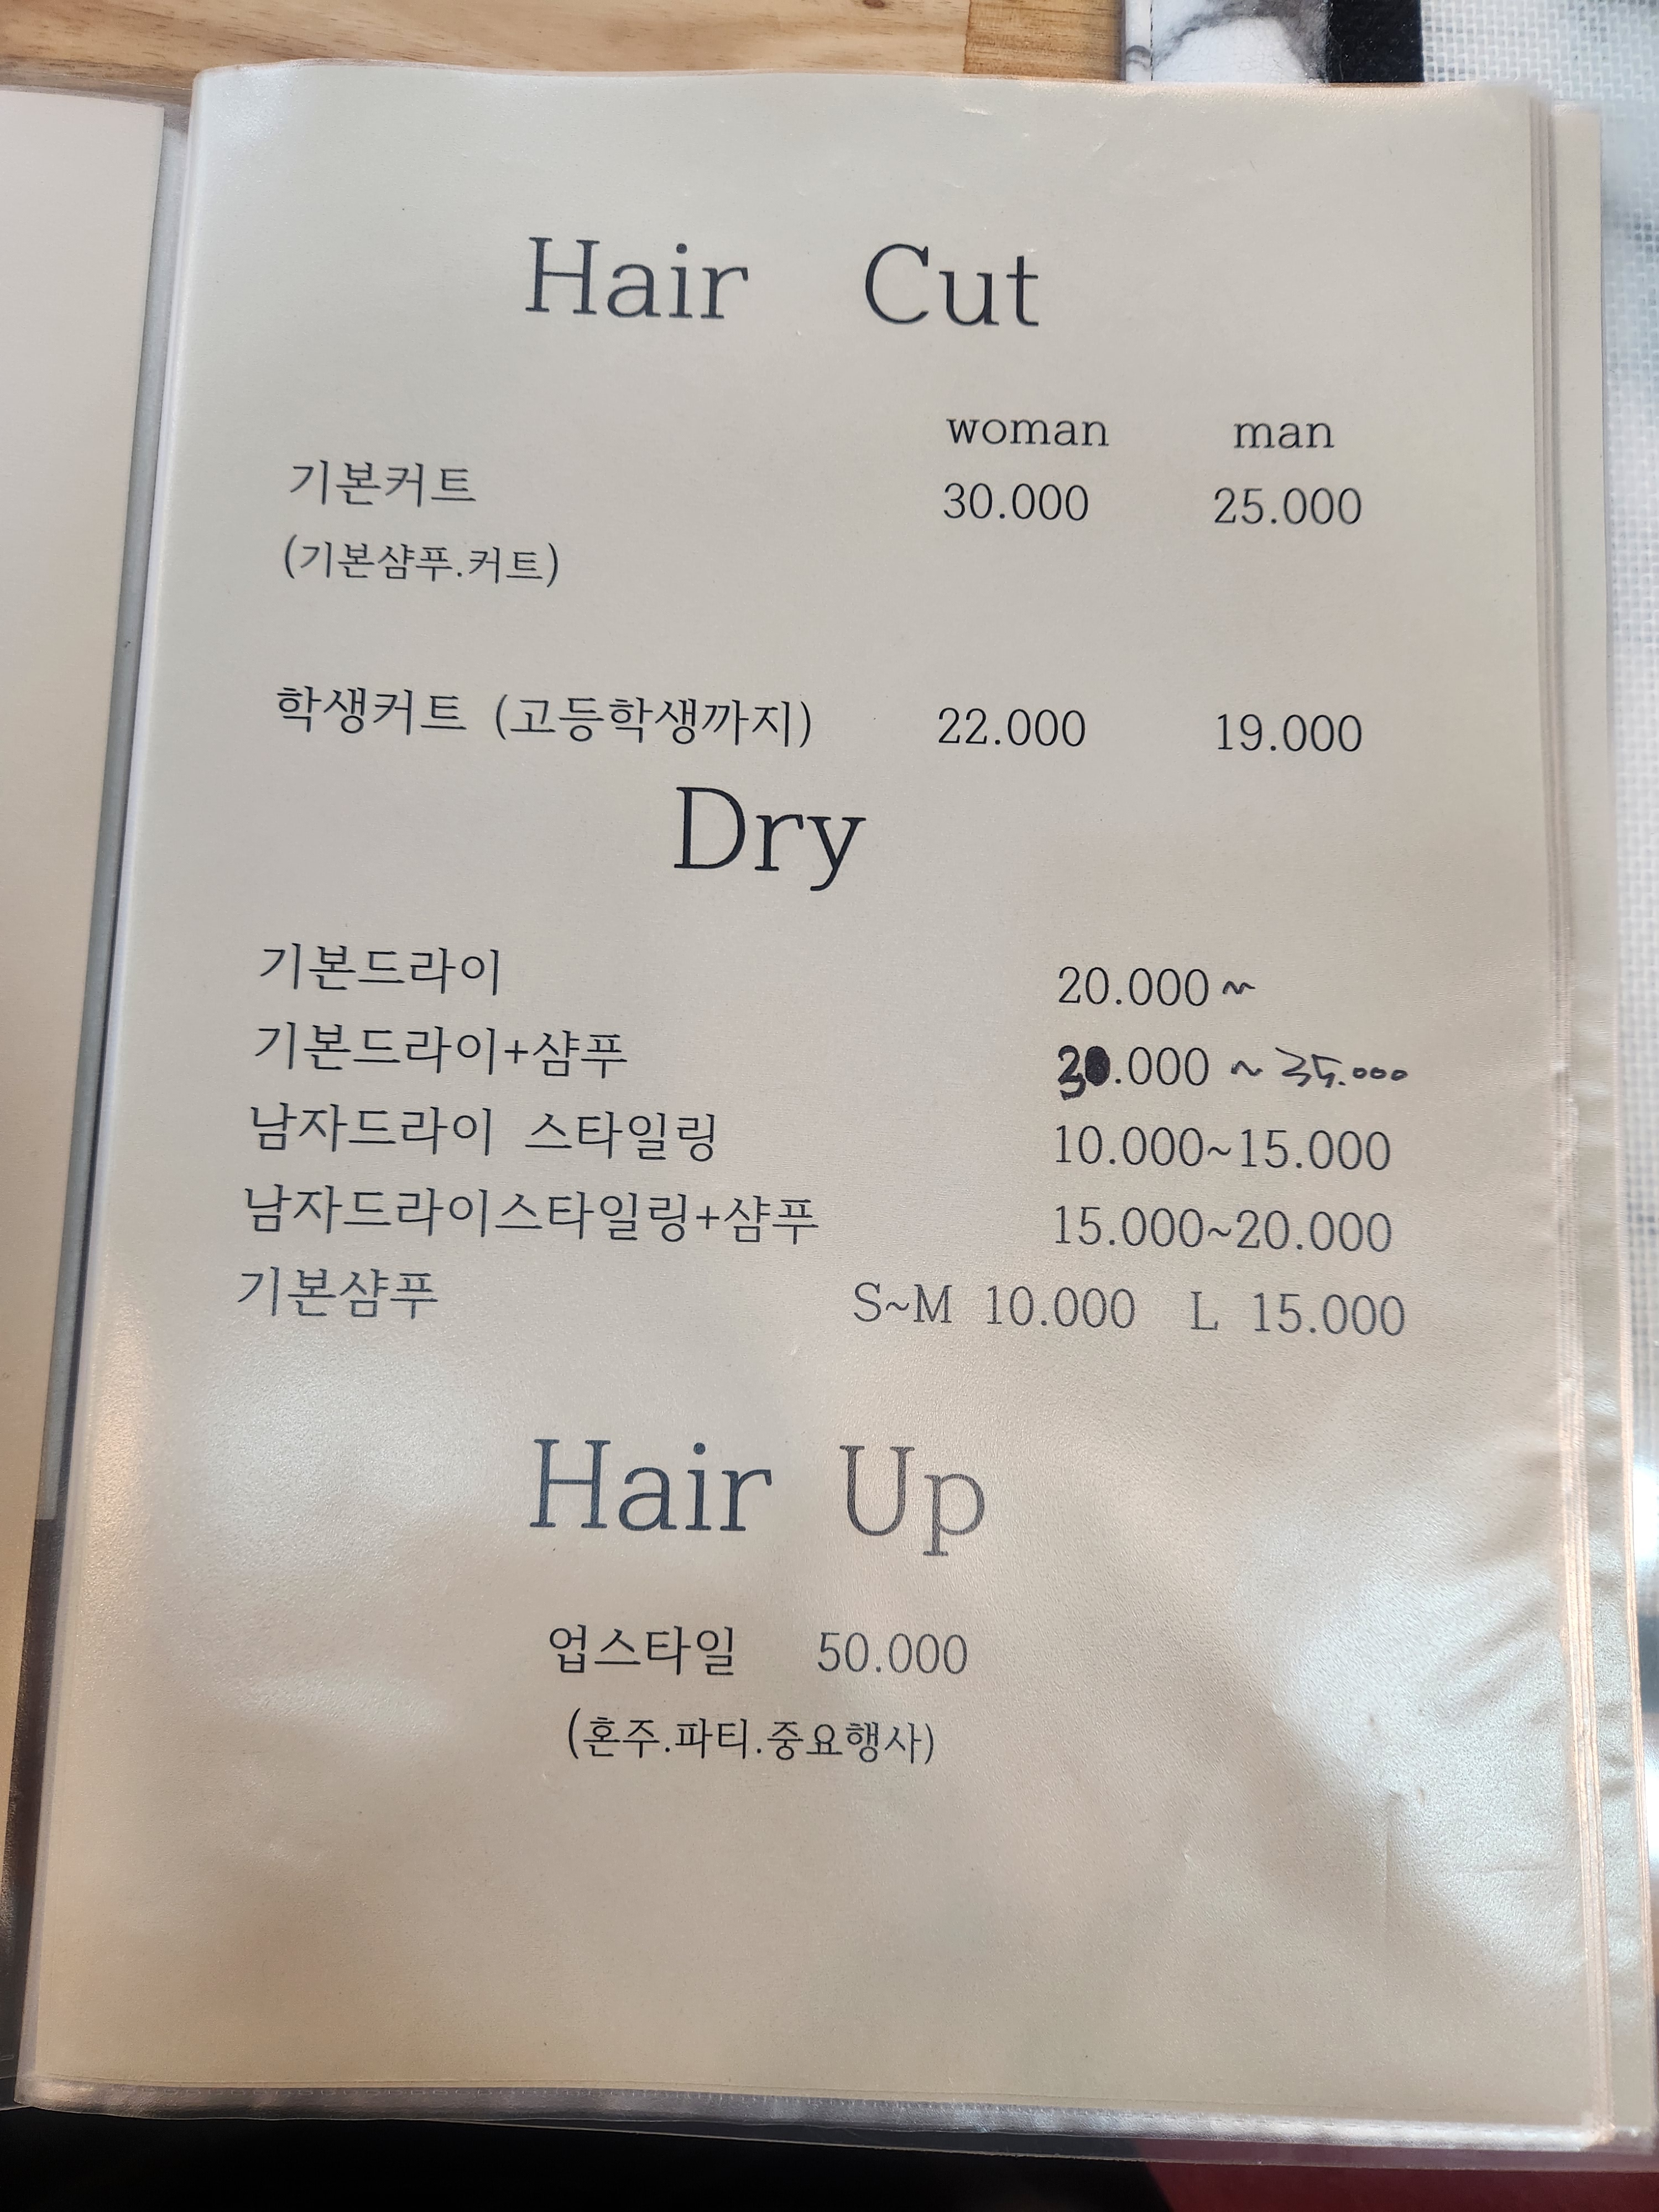 Hair Cut
woman man
기본커트 30.000 25.000
(기본샴푸.커트)
학생커트 (고등학생까지) 22.000 19.000
Dry
기본드라이 20.000~
기본드라이+샴푸 30.000 ~ 35.000
남자드라이 스타일링 10.000~15.000
남자드라이스타일링+샴푸 15.000~20.000
기본샴푸 S~M 10.000 L 15.000
Hair Up
업스타일 50.000
(혼주.파티.중요행사)